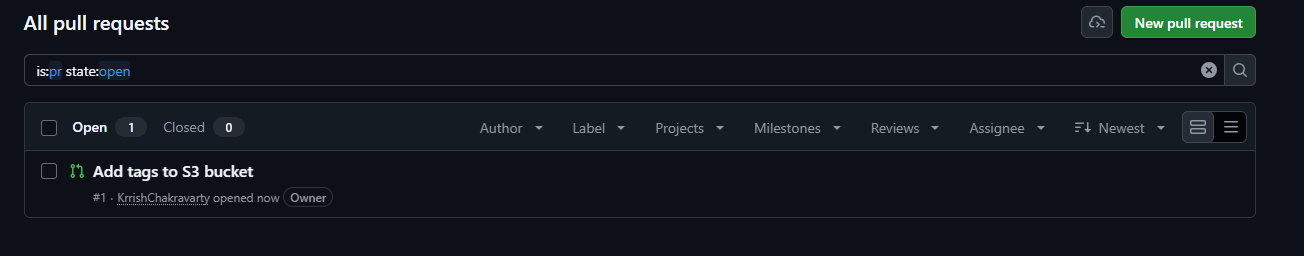 All pull requests
New pull request
is:pr state:open
Open 1 Closed 0 Author Label Projects Milestones Reviews Assignee Newest
Add tags to S3 bucket
#1 · KrrishChakravarty opened now Owner